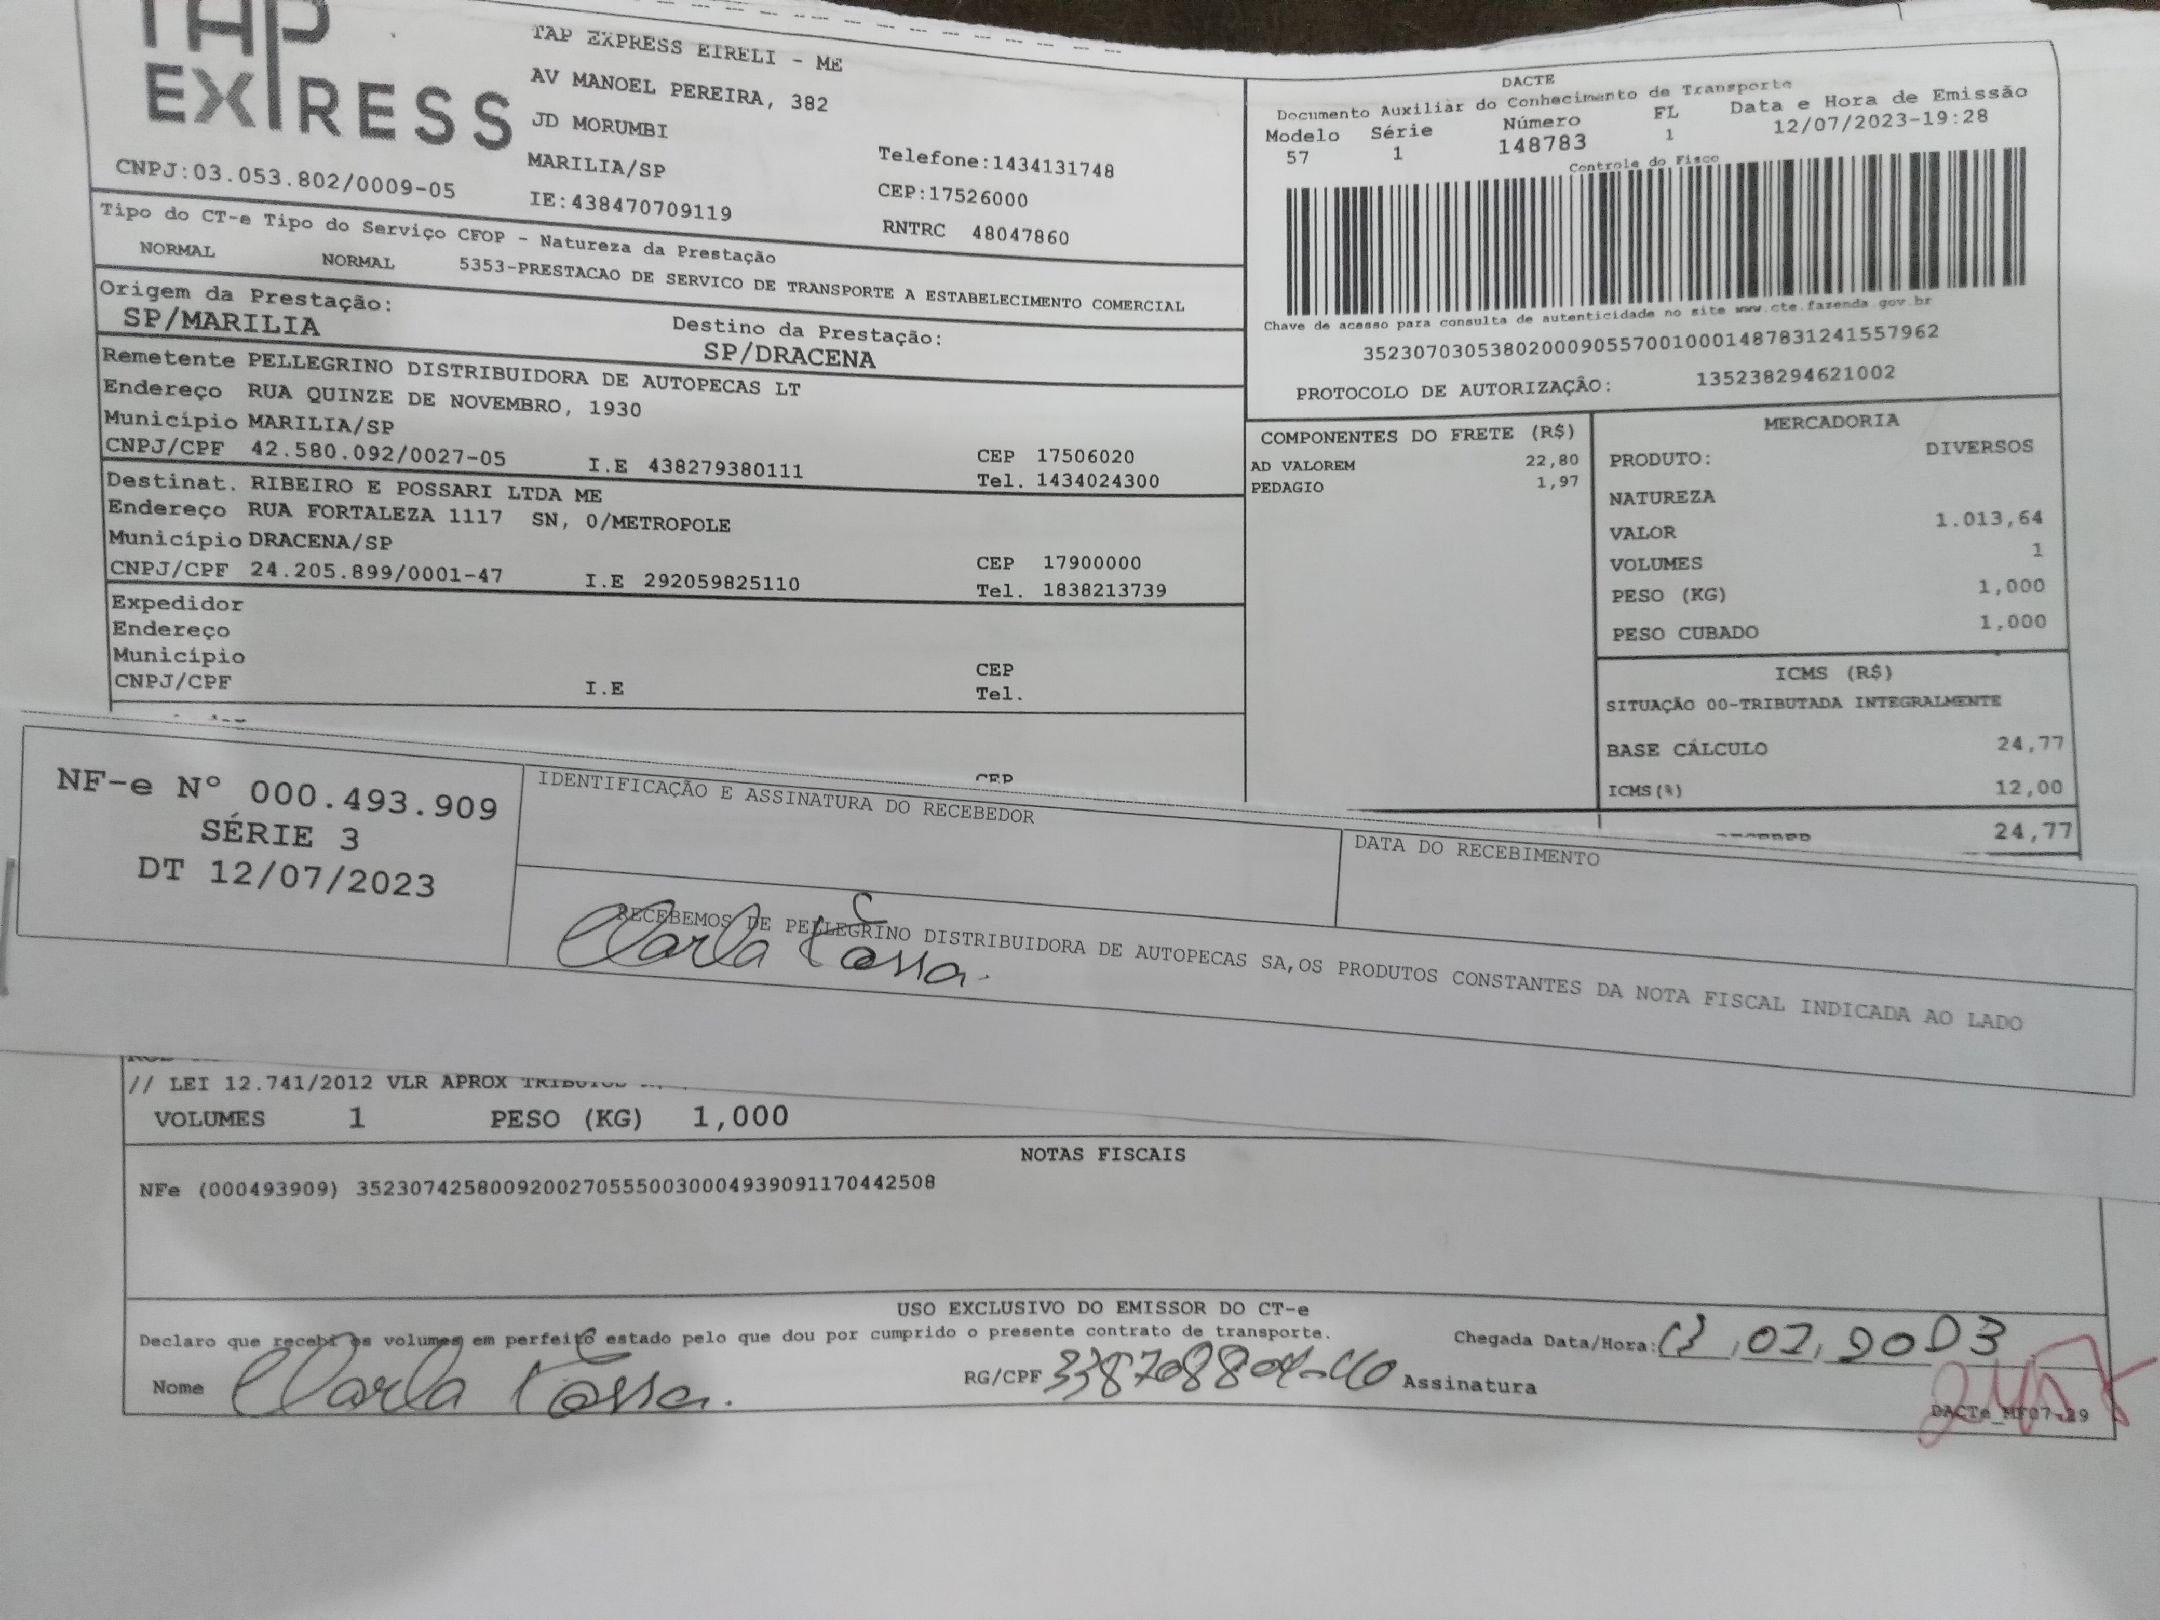 TAP
EXPRESS
TAP EXPRESS EIRELI - ME
AV MANOEL PEREIRA, 382
JD MORUMBI
MARILIA/SP
Telefone:1434131748
CNPJ:03.053.802/0009-05
IE:438470709119
CEP:17526000
RNTRC 48047860
DACTE
Documento Auxiliar do Conhecimento de Transporte
Modelo Série Número FL Data e Hora de Emissão
57 1 148783 1 12/07/2023-19:28
Controle do Fisco
Chave de acesso para consulta de autenticidade no site www.cte.fazenda.gov.br
35230703053802000905570010001487831241557962
PROTOCOLO DE AUTORIZAÇÃO: 135238294621002
Tipo do CT-e Tipo do Serviço CFOP - Natureza da Prestação
NORMAL NORMAL 5353-PRESTACAO DE SERVICO DE TRANSPORTE A ESTABELECIMENTO COMERCIAL
Origem da Prestação: Destino da Prestação:
SP/MARILIA SP/DRACENA
Remetente PELLEGRINO DISTRIBUIDORA DE AUTOPECAS LT
Endereço RUA QUINZE DE NOVEMBRO, 1930
Município MARILIA/SP CEP 17506020
CNPJ/CPF 42.580.092/0027-05 I.E 438279380111 Tel. 1434024300
Destinat. RIBEIRO E POSSARI LTDA ME
Endereço RUA FORTALEZA 1117 SN, 0/METROPOLE
Município DRACENA/SP CEP 17900000
CNPJ/CPF 24.205.899/0001-47 I.E 292059825110 Tel. 1838213739
Expedidor
Endereço
Município CEP
CNPJ/CPF I.E Tel.
CEP
COMPONENTES DO FRETE (R$)
AD VALOREM 22,80
PEDAGIO 1,97
MERCADORIA
PRODUTO: DIVERSOS
NATUREZA
VALOR 1.013,64
VOLUMES 1
PESO (KG) 1,000
PESO CUBADO 1,000
ICMS (R$)
SITUAÇÃO 00-TRIBUTADA INTEGRALMENTE
BASE CÁLCULO 24,77
ICMS(%) 12,00
24,77
NF-e Nº 000.493.909
SÉRIE 3
DT 12/07/2023
IDENTIFICAÇÃO E ASSINATURA DO RECEBEDOR
DATA DO RECEBIMENTO
RECEBEMOS DE PELLEGRINO DISTRIBUIDORA DE AUTOPECAS SA,OS PRODUTOS CONSTANTES DA NOTA FISCAL INDICADA AO LADO
// LEI 12.741/2012 VLR APROX TRIBUTOS
VOLUMES 1 PESO (KG) 1,000
NOTAS FISCAIS
NFe (000493909) 35230742580092002705550030004939091170442508
USO EXCLUSIVO DO EMISSOR DO CT-e
Declaro que recebi os volumes em perfeito estado pelo que dou por cumprido o presente contrato de transporte.
Chegada Data/Hora:
Nome Carla RG/CPF Assinatura